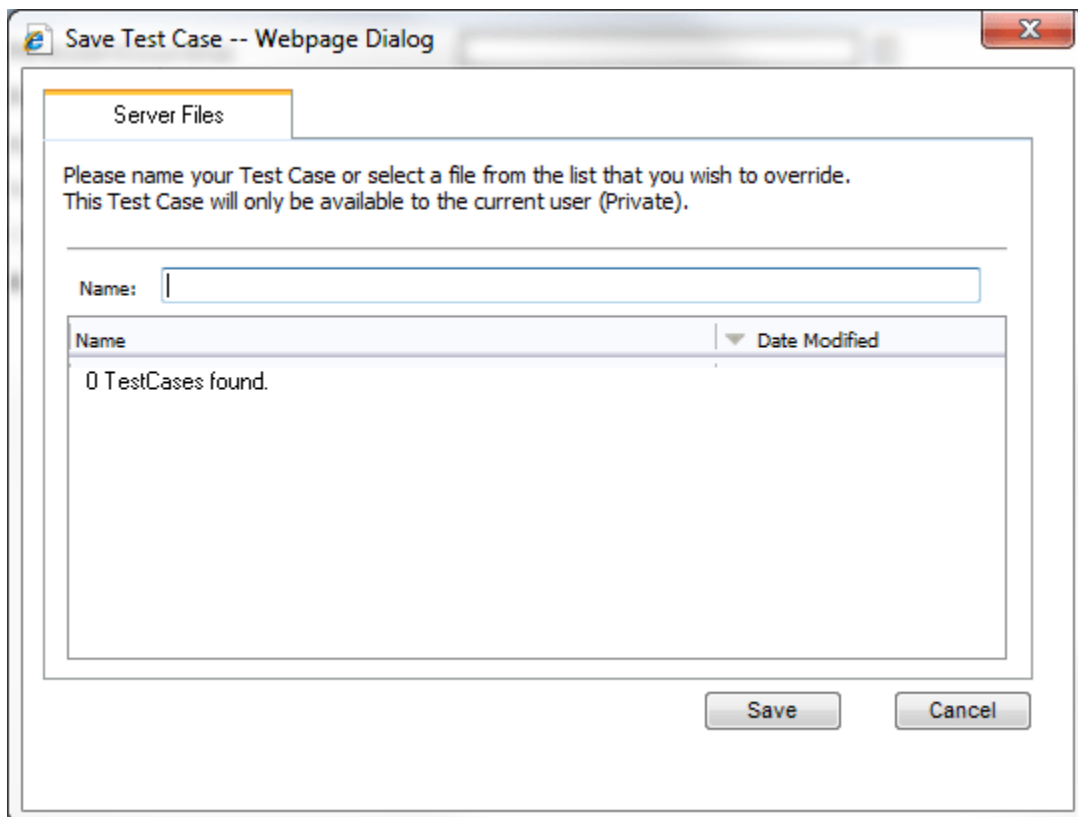 Save Test Case -- Webpage Dialog
X
Server Files
Please name your Test Case or select a file from the list that you wish to override.
This Test Case will only be available to the current user (Private).
Name:
Name Date Modified
0 TestCases found.
Save Cancel